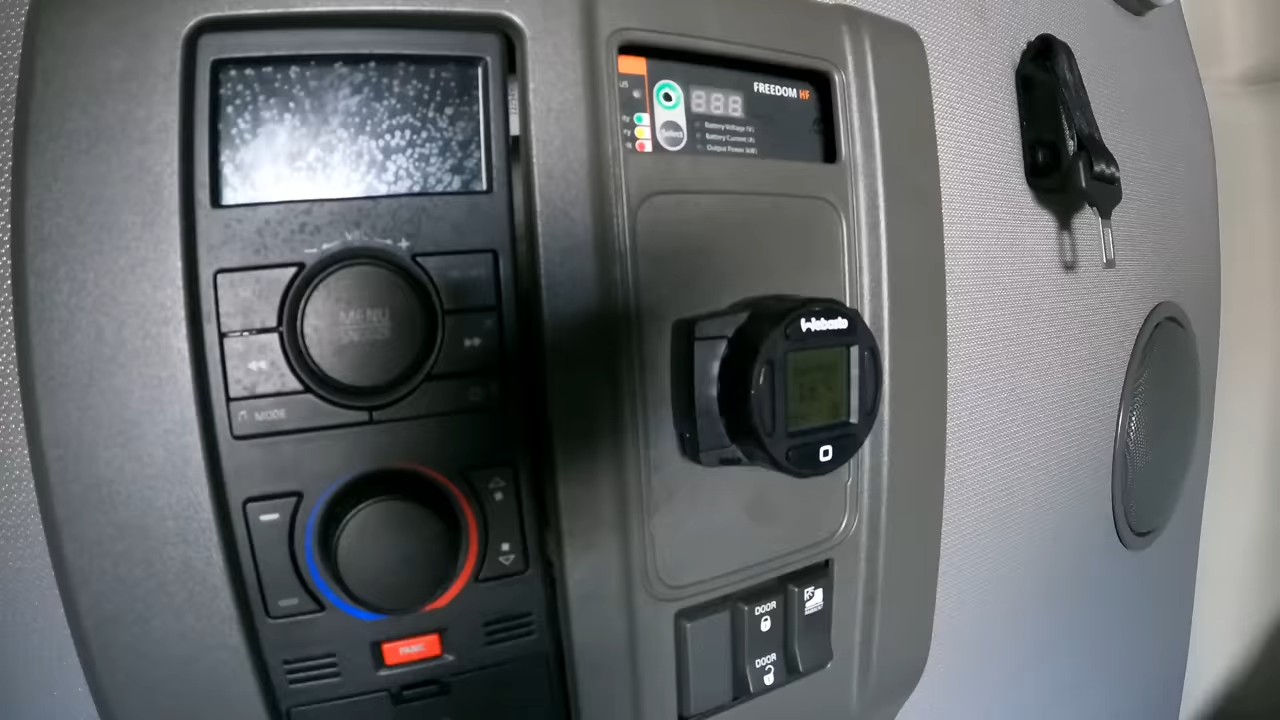 FREEDOM HF
888
Select
Battery Voltage (V)
Battery Current (A)
Output Power (kW)
MENU
Webasto
MODE
PANIC
DOOR
DOOR